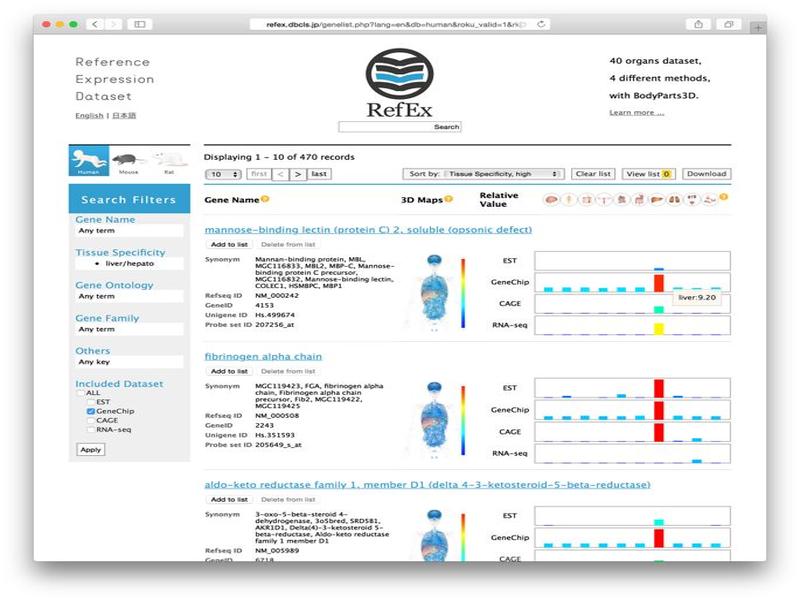 refex.dbcls.jp/genelist.php?lang=en&db=human&roku_valid=1&rk
Reference
Expression
Dataset
English | 日本語
RefEx
Search
40 organs dataset,
4 different methods,
with BodyParts3D.
Learn more ...
Human
Mouse
Rat
Search Filters
Gene Name
Any term
Tissue Specificity
• liver/hepato
Gene Ontology
Any term
Gene Family
Any term
Others
Any key
Included Dataset
ALL
EST
GeneChip
CAGE
RNA-seq
Apply
Displaying 1 - 10 of 470 records
10 first < > last
Sort by: Tissue Specificity, high
Clear list
View list 0
Download
Gene Name ?
3D Maps ?
Relative
Value
?
mannose-binding lectin (protein C) 2, soluble (opsonic defect)
Add to list Delete from list
Synonym Mannan-binding protein, MBL,
MGC116833, MBL2, MBP-C, Mannose-
binding protein C precursor,
MGC116832, Mannose-binding lectin,
COLEC1, HSMBPC, MBP1
Refseq ID NM_000242
GeneID 4153
Unigene ID Hs.499674
Probe set ID 207256_at
EST
GeneChip
CAGE
RNA-seq
liver:9.20
fibrinogen alpha chain
Add to list Delete from list
Synonym MGC119423, FGA, fibrinogen alpha
chain, Fibrinogen alpha chain
precursor, Fib2, MGC119422,
MGC119425
Refseq ID NM_000508
GeneID 2243
Unigene ID Hs.351593
Probe set ID 205649_s_at
EST
GeneChip
CAGE
RNA-seq
aldo-keto reductase family 1, member D1 (delta 4-3-ketosteroid-5-beta-reductase)
Add to list Delete from list
Synonym 3-oxo-5-beta-steroid 4-
dehydrogenase, 3o5bred, SRD5B1,
AKR1D1, Delta(4)-3-ketosteroid 5-
beta-reductase, Aldo-keto reductase
family 1 member D1
Refseq ID NM_005989
GeneID 6718
EST
GeneChip
CAGE